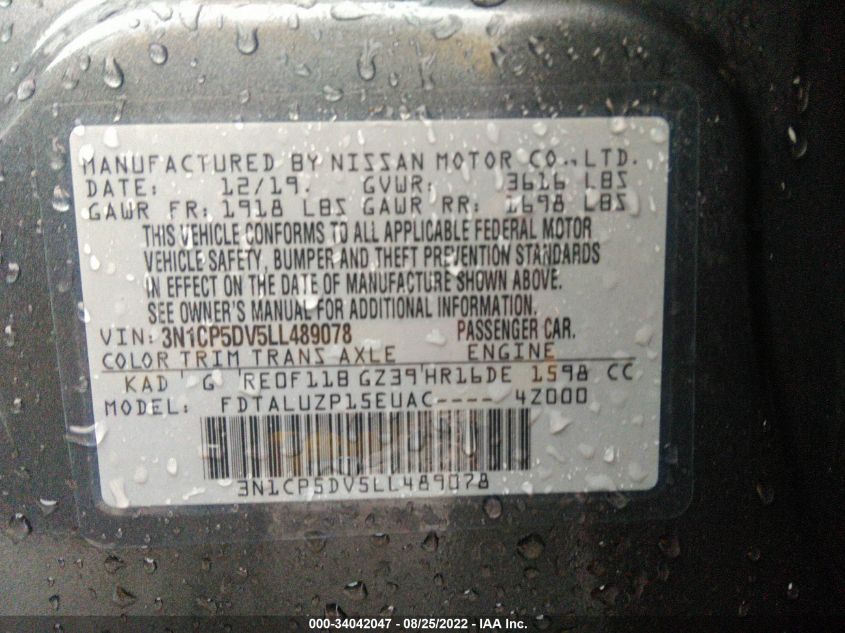 MANUFACTURED BY NISSAN MOTOR CO., LTD.
DATE: 12/19. GVWR: 3616 LBS
GAWR FR: 1918 LBS GAWR RR: 1698 LBS
THIS VEHICLE CONFORMS TO ALL APPLICABLE FEDERAL MOTOR
VEHICLE SAFETY, BUMPER AND THEFT PREVENTION STANDARDS
IN EFFECT ON THE DATE OF MANUFACTURE SHOWN ABOVE.
SEE OWNER'S MANUAL FOR ADDITIONAL INFORMATION.
VIN: 3N1CP5DV5LL489078 PASSENGER CAR.
COLOR TRIM TRANS AXLE ENGINE
KAD G RE0F11B GZ39 HR16DE 1598 CC
MODEL: FDTALUZP15EUAC---- 4Z000
3N1CP5DV5LL489078
000-34042047 - 08/25/2022 - IAA Inc.